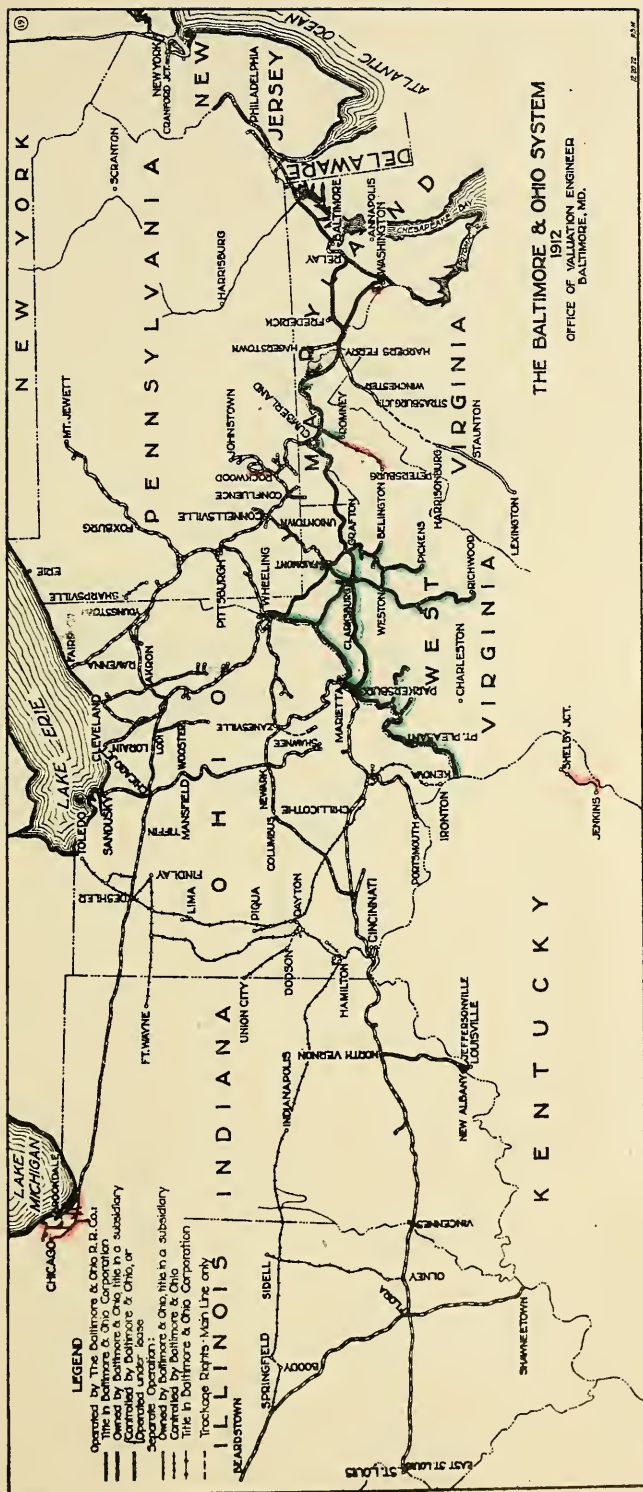 19
THE BALTIMORE & OHIO SYSTEM
1912
OFFICE OF VALUATION ENGINEER
BALTIMORE, MD.
LEGEND
Operated by The Baltimore & Ohio R.R. Co.:
Title in Baltimore & Ohio Corporation
Owned by Baltimore & Ohio, title in a subsidiary
Controlled by Baltimore & Ohio, or
Operated under lease
Separate Operation:
Owned by Baltimore & Ohio, title in a subsidiary
Controlled by Baltimore & Ohio
Title in Baltimore & Ohio Corporation
Trackage Rights - Main Line only
LAKE MICHIGAN
CHICAGO
BROOKDALE
ILLINOIS
BEARDSTOWN
SPRINGFIELD
BOODY
SIDELL
FLORA
OLNEY
ST. LOUIS
EAST ST. LOUIS
SHAWNEETOWN
VINCENNES
INDIANA
FT. WAYNE
UNION CITY
INDIANAPOLIS
NORTH VERNON
NEW ALBANY
JEFFERSONVILLE
LOUISVILLE
KENTUCKY
SHELBY JCT.
JENKINS
OHIO
LAKE ERIE
TOLEDO
SANDUSKY
DESHLER
FINDLAY
TIFFIN
LIMA
PIQUA
DAYTON
DODSON
HAMILTON
CINCINNATI
CHICAGO JC.
MANSFIELD
LORAIN
LODI
WOOSTER
CLEVELAND
AKRON
RAVENNA
YOUNGSTOWN
COLUMBUS
NEWARK
ZANESVILLE
SHAWNEE
CHILLICOTHE
PORTSMOUTH
IRONTON
MARIETTA
KENOVA
NEW YORK
PENNSYLVANIA
ERIE
SHARPSVILLE
MT. JEWETT
FOXBURG
PITTSBURGH
CONNELLSVILLE
UNIONTOWN
CONFLUENCE
ROCKWOOD
JOHNSTOWN
SCRANTON
HARRISBURG
PHILADELPHIA
NEW YORK
CRANFORD JCT.
NEW JERSEY
ATLANTIC OCEAN
DELAWARE
MARYLAND
CUMBERLAND
HAGERSTOWN
FREDERICK
RELAY
BALTIMORE
ANNAPOLIS
WASHINGTON
CHESAPEAKE BAY
WEST VIRGINIA
WHEELING
FAIRMONT
GRAFTON
CLARKSBURG
BELINGTON
WESTON
PICKENS
RICHWOOD
PARKERSBURG
PT. PLEASANT
CHARLESTON
ROMNEY
PETERSBURG
HARPERS FERRY
VIRGINIA
WINCHESTER
STRASBURG JCT.
HARRISONBURG
STAUNTON
LEXINGTON